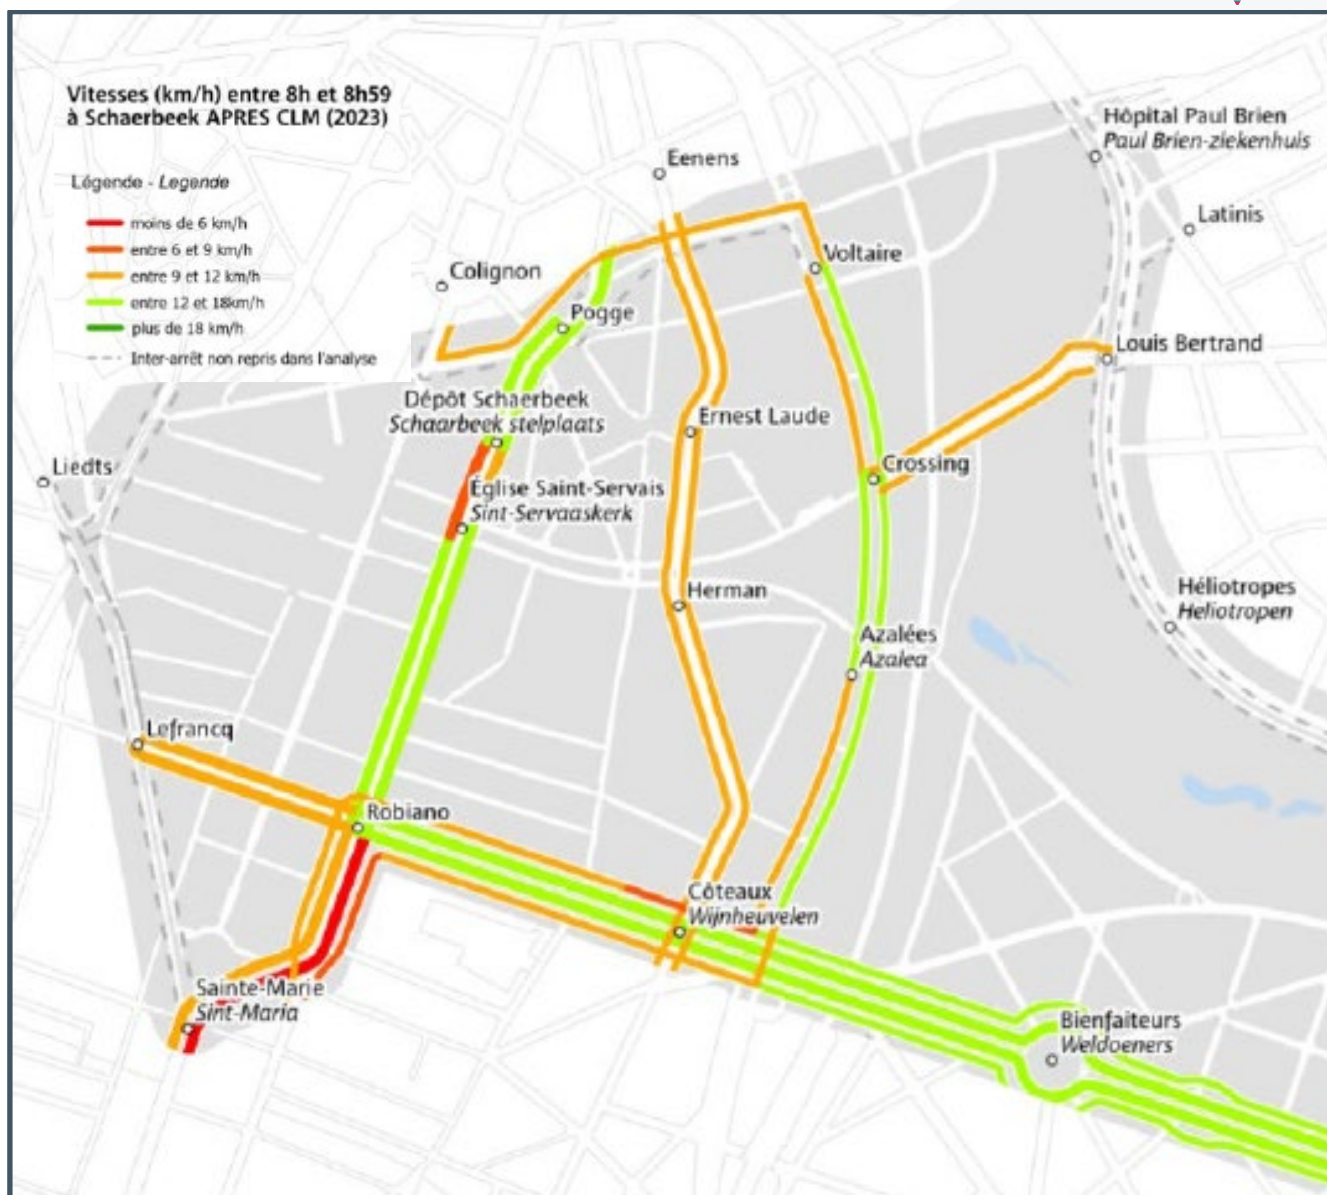 Vitesses (km/h) entre 8h et 8h59
à Schaerbeek APRES CLM (2023)
Légende - Legende
moins de 6 km/h
entre 6 et 9 km/h
entre 9 et 12 km/h
entre 12 et 18km/h
plus de 18 km/h
Inter-arrêt non repris dans l'analyse
Hôpital Paul Brien
Paul Brien-ziekenhuis
Eenens
Latinis
Voltaire
Colignon
Pogge
Louis Bertrand
Dépôt Schaerbeek
Schaarbeek stelplaats
Ernest Laude
Liedts
Crossing
Église Saint-Servais
Sint-Servaaskerk
Herman
Héliotropes
Heliotropen
Azalées
Azalea
Lefrancq
Robiano
Côteaux
Wijnheuvelen
Sainte-Marie
Sint-Maria
Bienfaiteurs
Weldoeners